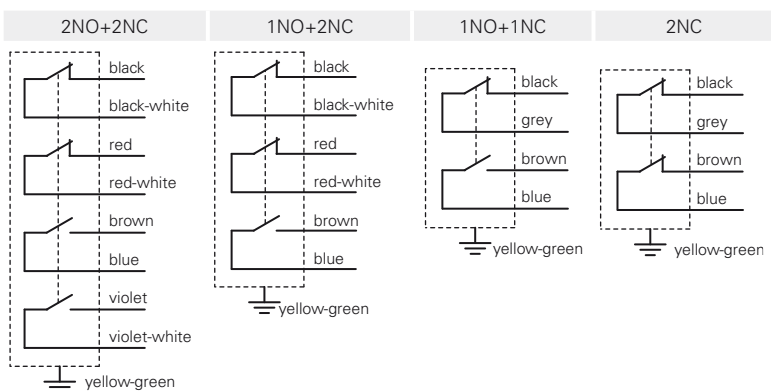 2NO+2NC
black
black-white
red
red-white
brown
blue
violet
violet-white
yellow-green
1NO+2NC
black
black-white
red
red-white
brown
blue
yellow-green
1NO+1NC
black
grey
brown
blue
yellow-green
2NC
black
grey
brown
blue
yellow-green